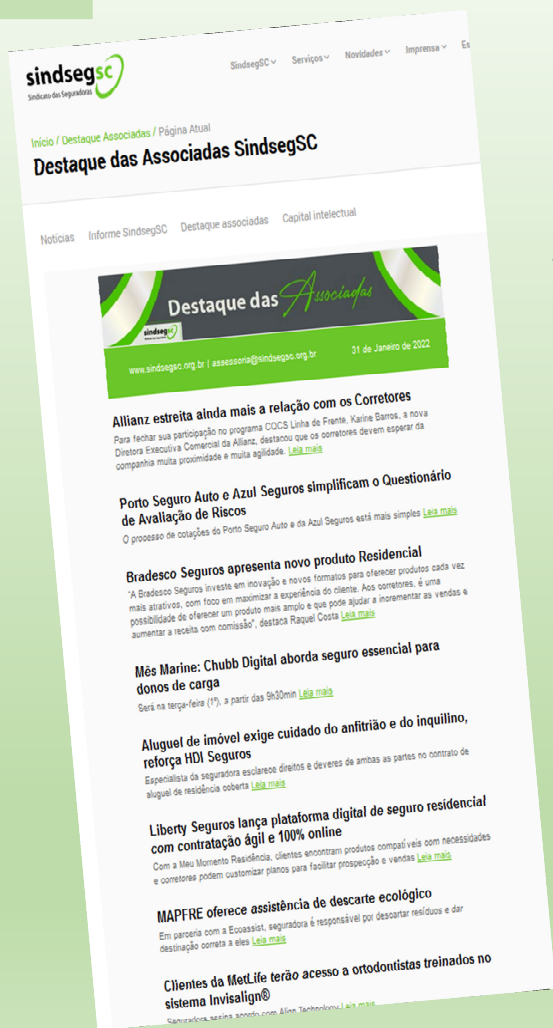 sindsegsc
Sindicato das Seguradoras
SindsegSC Serviços Novidades Imprensa Es
Início / Destaque Associadas / Página Atual
Destaque das Associadas SindsegSC
Notícias Informe SindsegSC Destaque associadas Capital intelectual
Destaque das Associadas
sindsegsc
www.sindsegsc.org.br | assessoria@sindsegsc.org.br 31 de Janeiro de 2022
Allianz estreita ainda mais a relação com os Corretores
Para fechar sua participação no programa CQCS Linha de Frente, Karine Barros, a nova
Diretora Executiva Comercial da Allianz, destacou que os corretores devem esperar da
companhia muita proximidade e muita agilidade. Leia mais
Porto Seguro Auto e Azul Seguros simplificam o Questionário
de Avaliação de Riscos
O processo de cotações do Porto Seguro Auto e da Azul Seguros está mais simples Leia mais
Bradesco Seguros apresenta novo produto Residencial
"A Bradesco Seguros investe em inovação e novos formatos para oferecer produtos cada vez
mais atrativos, com foco em maximizar a experiência do cliente. Aos corretores, é uma
possibilidade de oferecer um produto mais amplo e que pode ajudar a incrementar as vendas e
aumentar a receita com comissão", destaca Raquel Costa Leia mais
Mês Marine: Chubb Digital aborda seguro essencial para
donos de carga
Será na terça-feira (1º), a partir das 9h30min Leia mais
Aluguel de imóvel exige cuidado do anfitrião e do inquilino,
reforça HDI Seguros
Especialista da seguradora esclarece direitos e deveres de ambas as partes no contrato de
aluguel de residência coberta Leia mais
Liberty Seguros lança plataforma digital de seguro residencial
com contratação ágil e 100% online
Com a Meu Momento Residência, clientes encontram produtos compatíveis com necessidades
e corretores podem customizar planos para facilitar prospecção e vendas Leia mais
MAPFRE oferece assistência de descarte ecológico
Em parceria com a Ecoassist, seguradora é responsável por descartar resíduos e dar
destinação correta a eles Leia mais
Clientes da MetLife terão acesso a ortodontistas treinados no
sistema Invisalign®
Seguradora assina acordo com Align Technology Leia mais